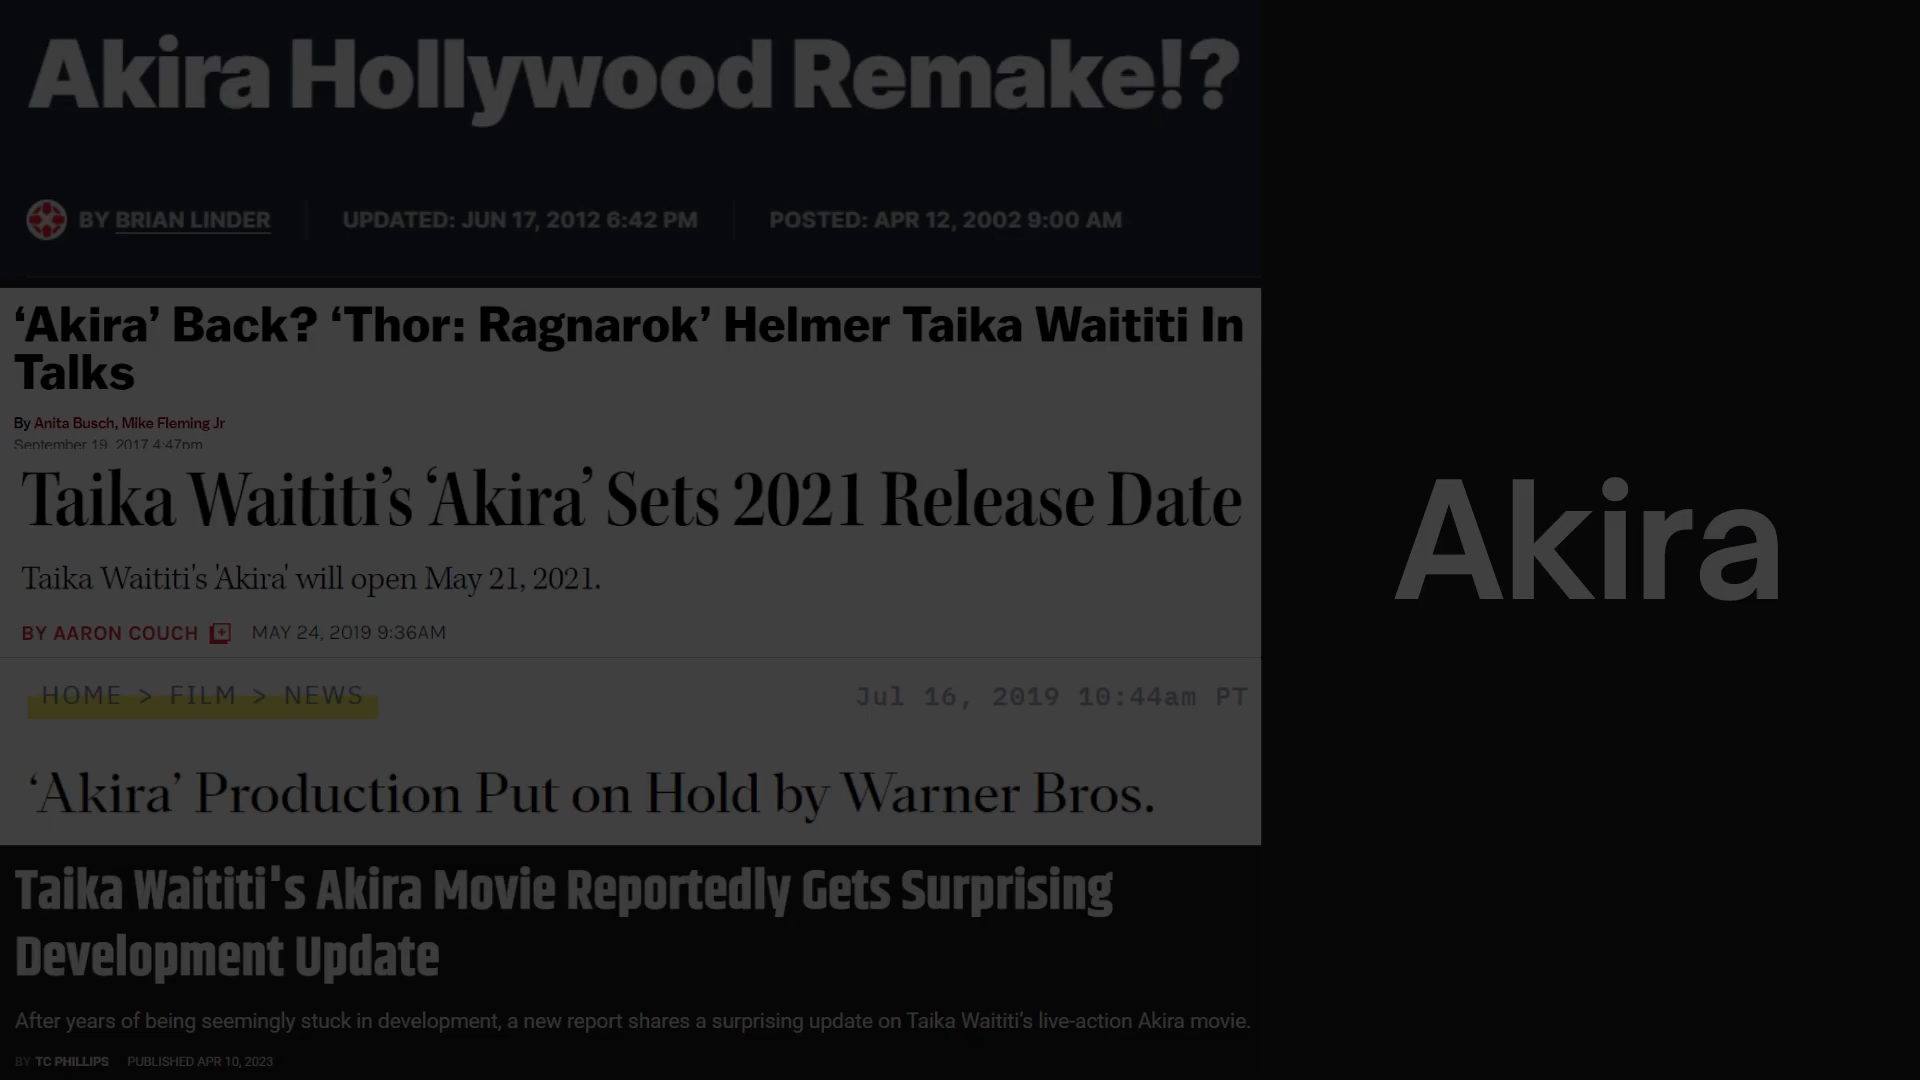 Akira Hollywood Remake!?
BY BRIAN LINDER UPDATED: JUN 17, 2012 6:42 PM POSTED: APR 12, 2002 9:00 AM
‘Akira’ Back? ‘Thor: Ragnarok’ Helmer Taika Waititi In
Talks
By Anita Busch, Mike Fleming Jr
September 19, 2017 4:47pm
Taika Waititi’s ‘Akira’ Sets 2021 Release Date
Taika Waititi's 'Akira' will open May 21, 2021.
BY AARON COUCH MAY 24, 2019 9:36AM
HOME > FILM > NEWS Jul 16, 2019 10:44am PT
‘Akira’ Production Put on Hold by Warner Bros.
Taika Waititi's Akira Movie Reportedly Gets Surprising
Development Update
After years of being seemingly stuck in development, a new report shares a surprising update on Taika Waititi’s live-action Akira movie.
BY TC PHILLIPS PUBLISHED APR 10, 2023
Akira